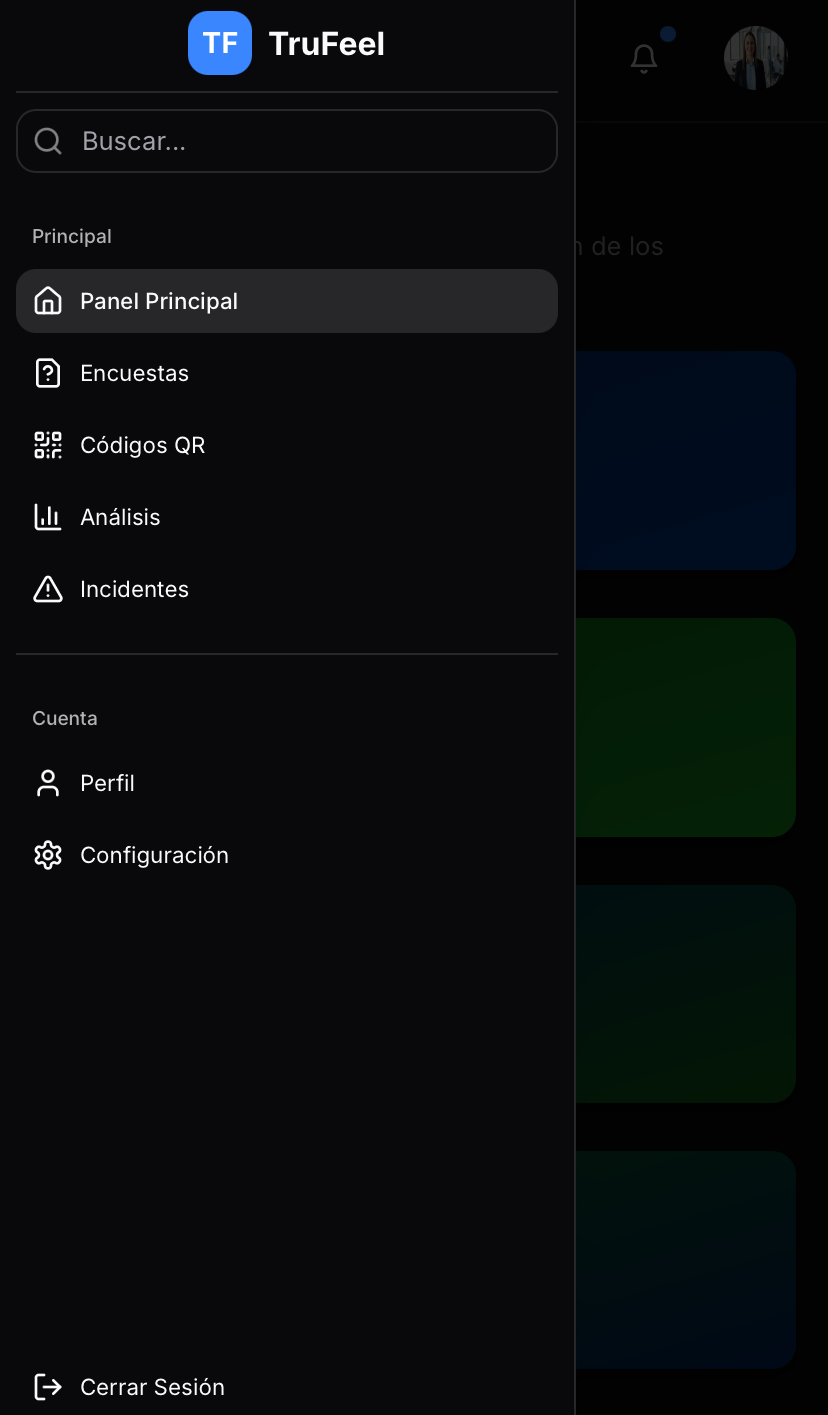 TF TruFeel
Buscar...
Principal
de los
Panel Principal
Encuestas
Códigos QR
Análisis
Incidentes
Cuenta
Perfil
Configuración
Cerrar Sesión